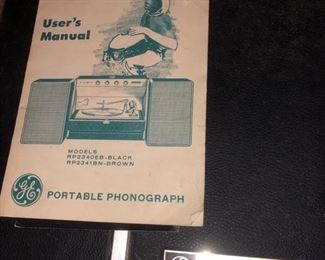 User's
Manual
MODELS
RP2340EB-BLACK
RP2341BN-BROWN
GE PORTABLE PHONOGRAPH